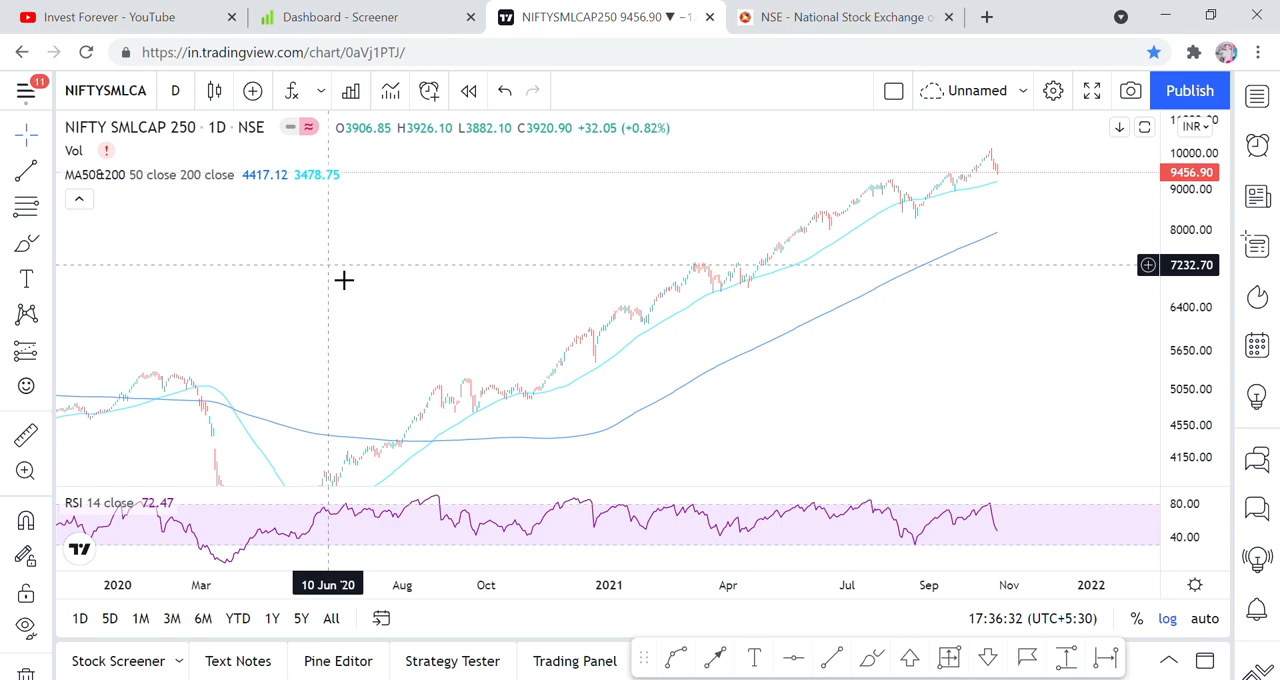 Invest Forever - YouTube
Dashboard - Screener
NIFTYSMLCAP250 9456.90 ▼ −1.
NSE - National Stock Exchange o
https://in.tradingview.com/chart/0aVj1PTJ/
11
NIFTYSMLCA D
Unnamed
Publish
NIFTY SMLCAP 250 · 1D · NSE
O3906.85 H3926.10 L3882.10 C3920.90 +32.05 (+0.82%)
INR
Vol
MA50&200 50 close 200 close 4417.12 3478.75
11000.00
10000.00
9456.90
9000.00
8000.00
7232.70
6400.00
5650.00
5050.00
4550.00
4150.00
RSI 14 close 72.47
80.00
40.00
2020 Mar 10 Jun '20 Aug Oct 2021 Apr Jul Sep Nov 2022
1D 5D 1M 3M 6M YTD 1Y 5Y All
17:36:32 (UTC+5:30) % log auto
Stock Screener Text Notes Pine Editor Strategy Tester Trading Panel